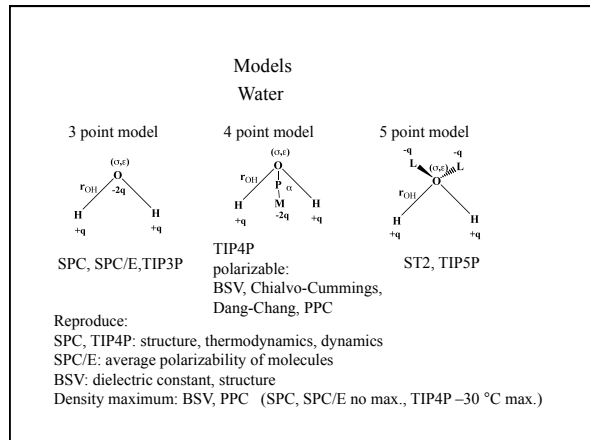 Models
Water
3 point model
4 point model
5 point model
(σ,ε)
O
-2q
rOH
H
+q
H
+q
SPC, SPC/E,TIP3P
(σ,ε)
O
rOH
P α
H
M
H
+q
-2q
+q
TIP4P
polarizable:
BSV, Chialvo-Cummings,
Dang-Chang, PPC
-q
-q
L
(σ,ε)
L
O
rOH
H
+q
H
+q
ST2, TIP5P
Reproduce:
SPC, TIP4P: structure, thermodynamics, dynamics
SPC/E: average polarizability of molecules
BSV: dielectric constant, structure
Density maximum: BSV, PPC (SPC, SPC/E no max., TIP4P –30 °C max.)